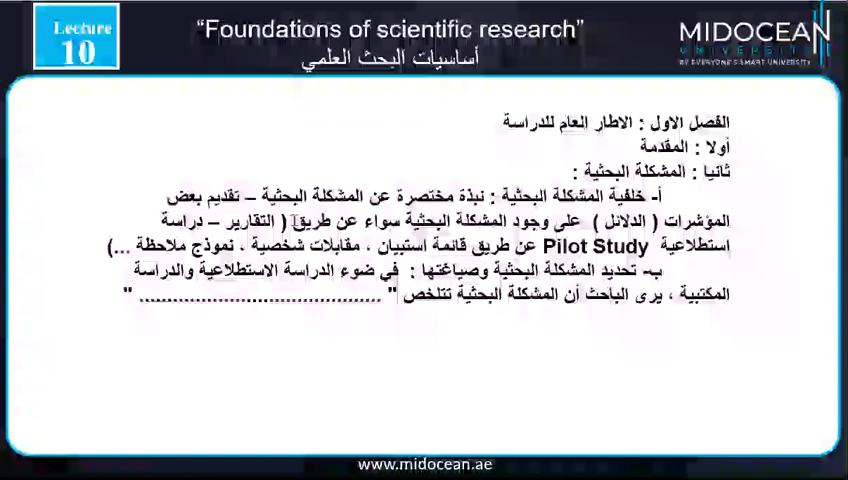 Lecture
10
“Foundations of scientific research”
أساسيات البحث العلمي
MIDOCEAN
UNIVERSITY
BY EVERYONE'S SMART UNIVERSITY
الفصل الاول : الاطار العام للدراسة
أولا : المقدمة
ثانيا : المشكلة البحثية :
أ- خلفية المشكلة البحثية : نبذة مختصرة عن المشكلة البحثية – تقديم بعض
المؤشرات ( الدلائل ) على وجود المشكلة البحثية سواء عن طريق ( التقارير – دراسة
استطلاعية Pilot Study عن طريق قائمة استبيان ، مقابلات شخصية ، نموذج ملاحظة ...)
ب- تحديد المشكلة البحثية وصياغتها : في ضوء الدراسة الاستطلاعية والدراسة
المكتبية ، يرى الباحث أن المشكلة البحثية تتلخص " .......................................... "
www.midocean.ae